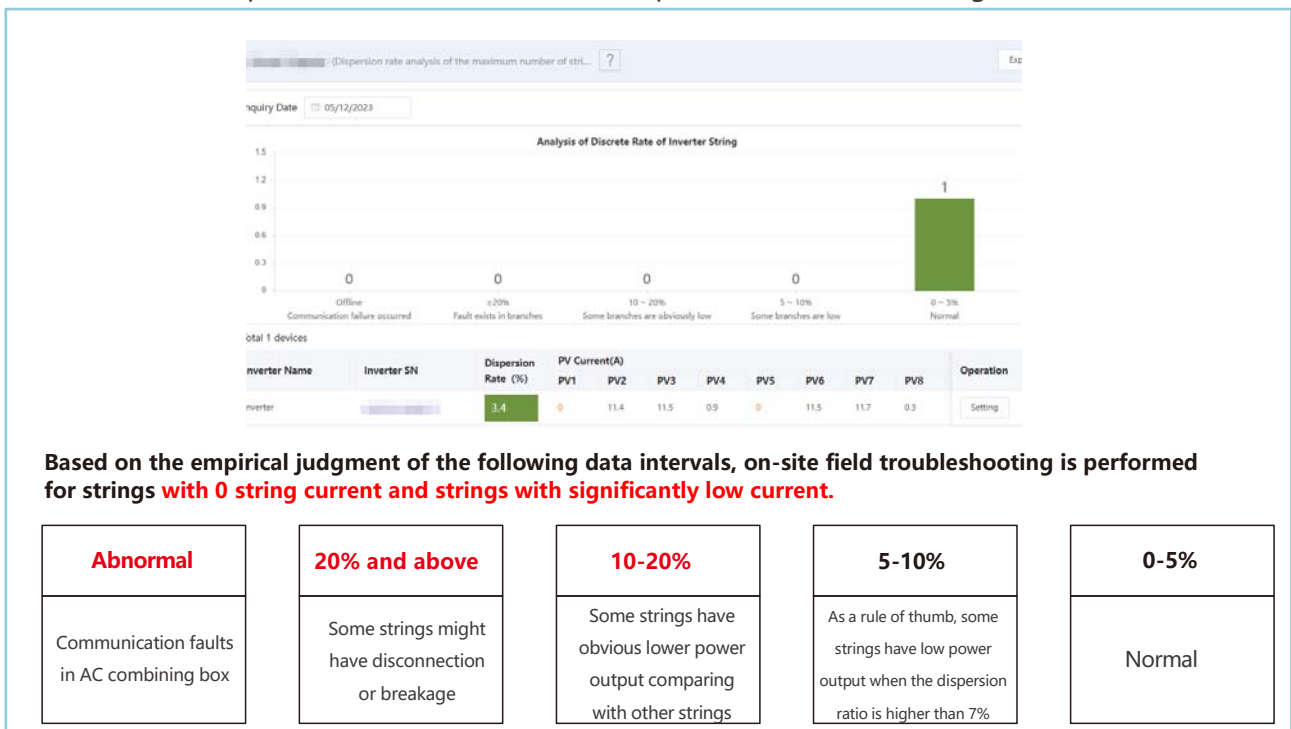 (Dispersion rate analysis of the maximum number of stri... ?
Exp
nquiry Date 05/12/2023
Analysis of Discrete Rate of Inverter String
1.5
1.2
0.9
0.6
0.3
0
0 0 0 0 1
Offline ≥20% 10 ~ 20% 5 ~ 10% 0 ~ 5%
Communication failure occurred Fault exists in branches Some branches are obviously low Some branches are low Normal
otal 1 devices
nverter Name Inverter SN Dispersion Rate (%) PV Current(A) Operation
PV1 PV2 PV3 PV4 PV5 PV6 PV7 PV8
nverter 3.4 0 11.4 11.5 0.9 0 11.5 11.7 0.3 Setting
Based on the empirical judgment of the following data intervals, on-site field troubleshooting is performed
for strings with 0 string current and strings with significantly low current.
Abnormal
Communication faults
in AC combining box
20% and above
Some strings might
have disconnection
or breakage
10-20%
Some strings have
obvious lower power
output comparing
with other strings
5-10%
As a rule of thumb, some
strings have low power
output when the dispersion
ratio is higher than 7%
0-5%
Normal